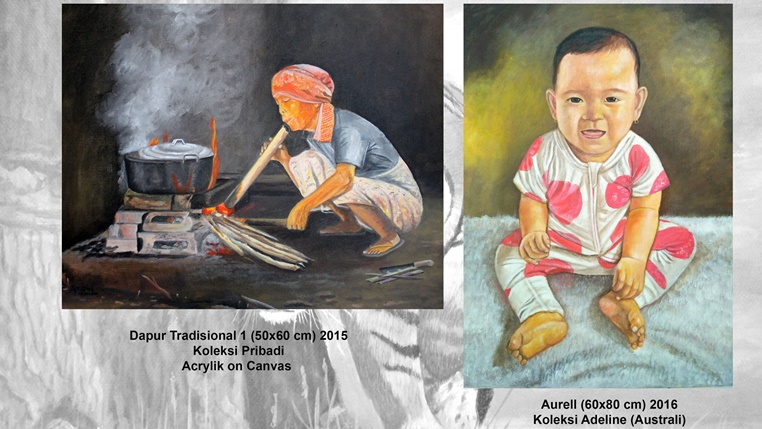 Dapur Tradisional 1 (50x60 cm) 2015
Koleksi Pribadi
Acrylik on Canvas
Aurell (60x80 cm) 2016
Koleksi Adeline (Australi)